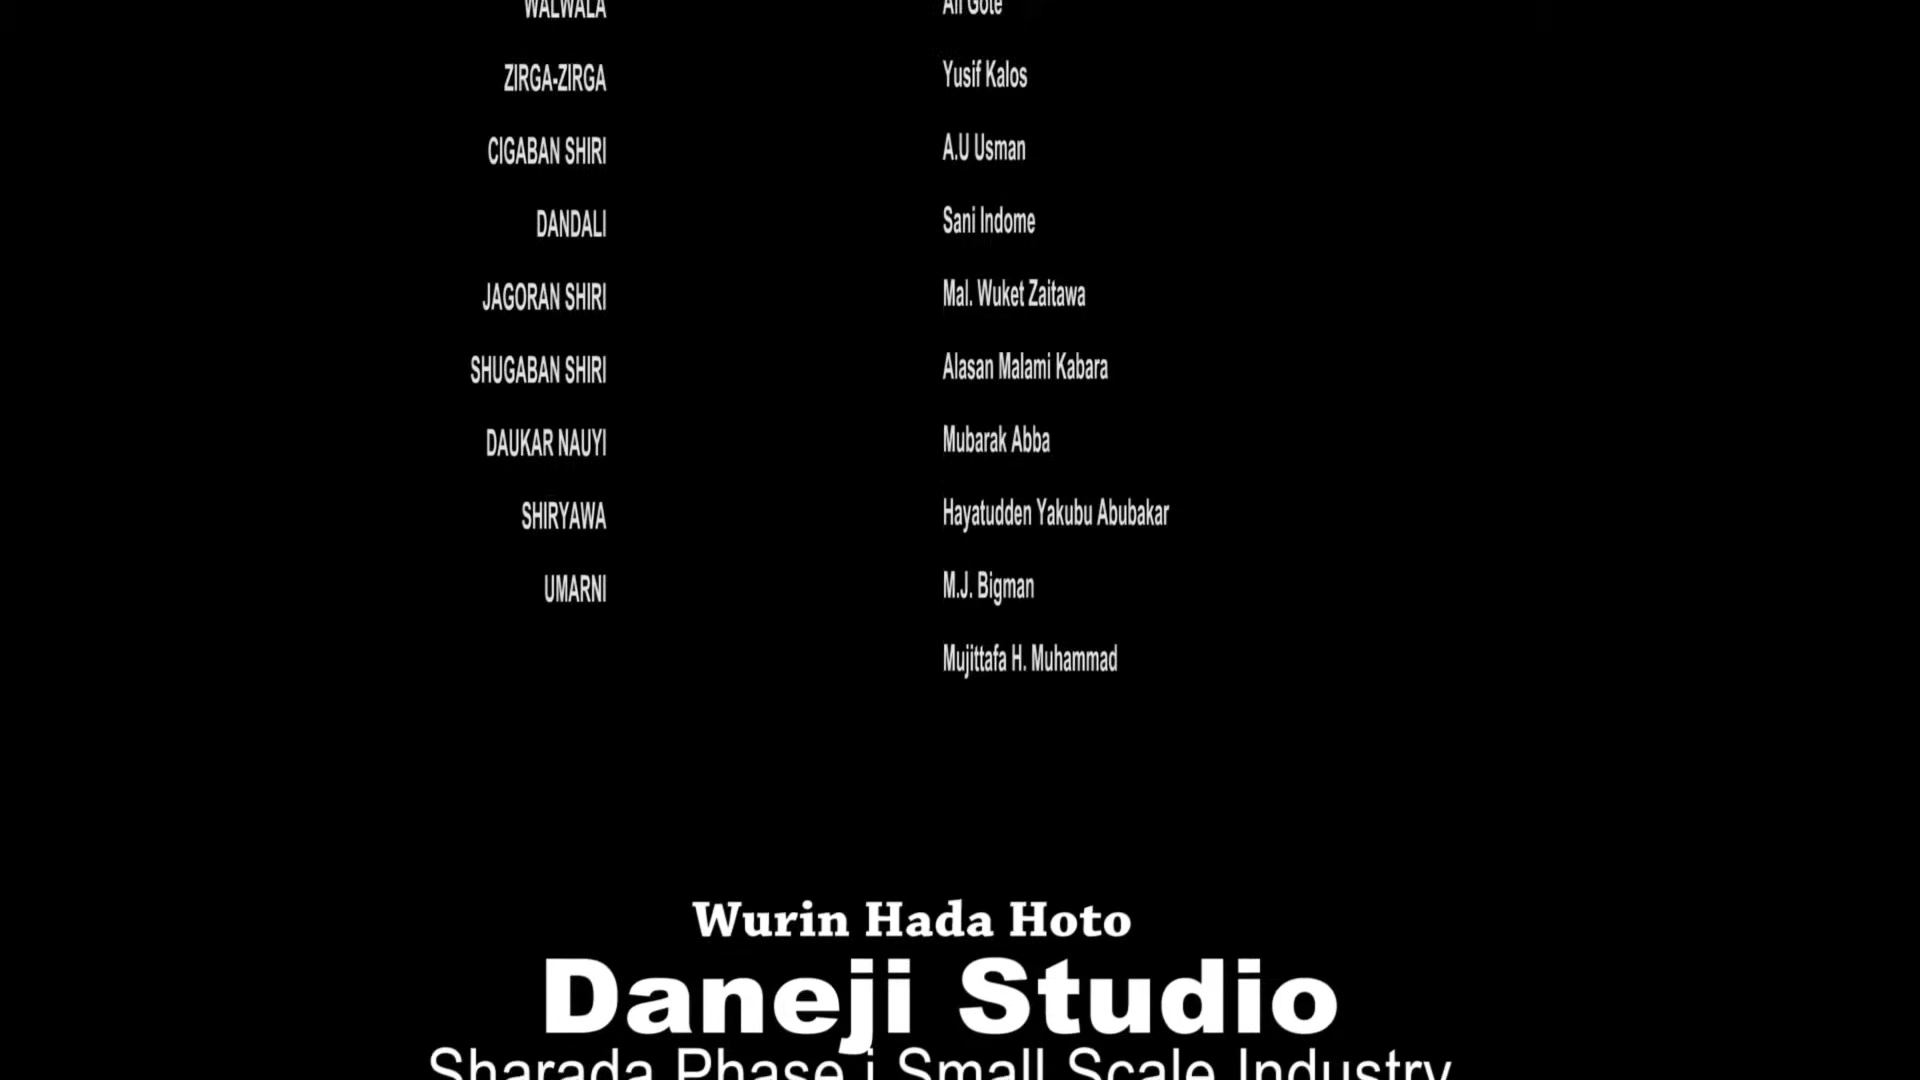 WALWALA Ali Gote
ZIRGA-ZIRGA Yusif Kalos
CIGABAN SHIRI A.U Usman
DANDALI Sani Indome
JAGORAN SHIRI Mal. Wuket Zaitawa
SHUGABAN SHIRI Alasan Malami Kabara
DAUKAR NAUYI Mubarak Abba
SHIRYAWA Hayatudden Yakubu Abubakar
UMARNI M.J. Bigman
Mujittafa H. Muhammad
Wurin Hada Hoto
Daneji Studio
Sharada Phase i Small Scale Industry